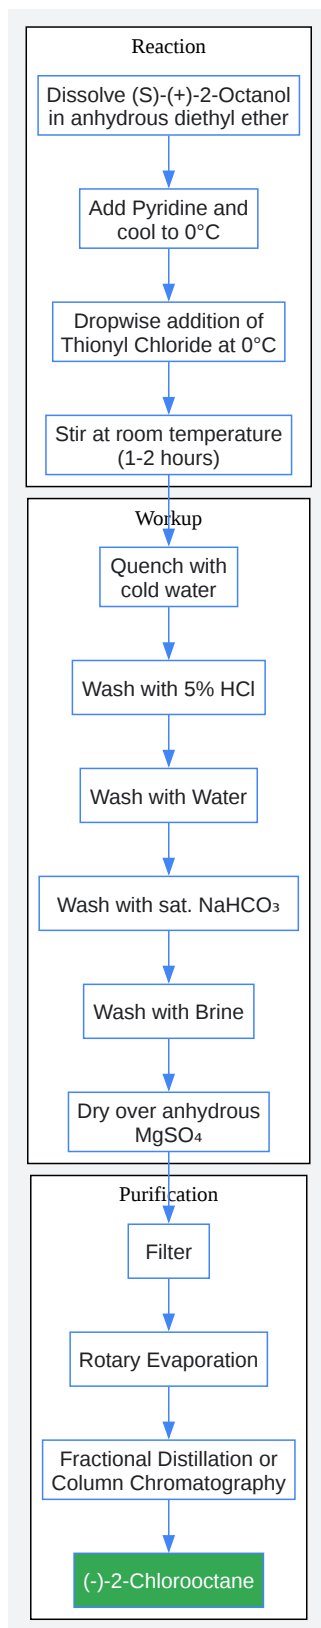 Reaction
Dissolve (S)-(+)-2-Octanol
in anhydrous diethyl ether
Add Pyridine and
cool to 0°C
Dropwise addition of
Thionyl Chloride at 0°C
Stir at room temperature
(1-2 hours)
Workup
Quench with
cold water
Wash with 5% HCl
Wash with Water
Wash with sat. NaHCO₃
Wash with Brine
Dry over anhydrous
MgSO₄
Purification
Filter
Rotary Evaporation
Fractional Distillation or
Column Chromatography
(-)-2-Chlorooctane